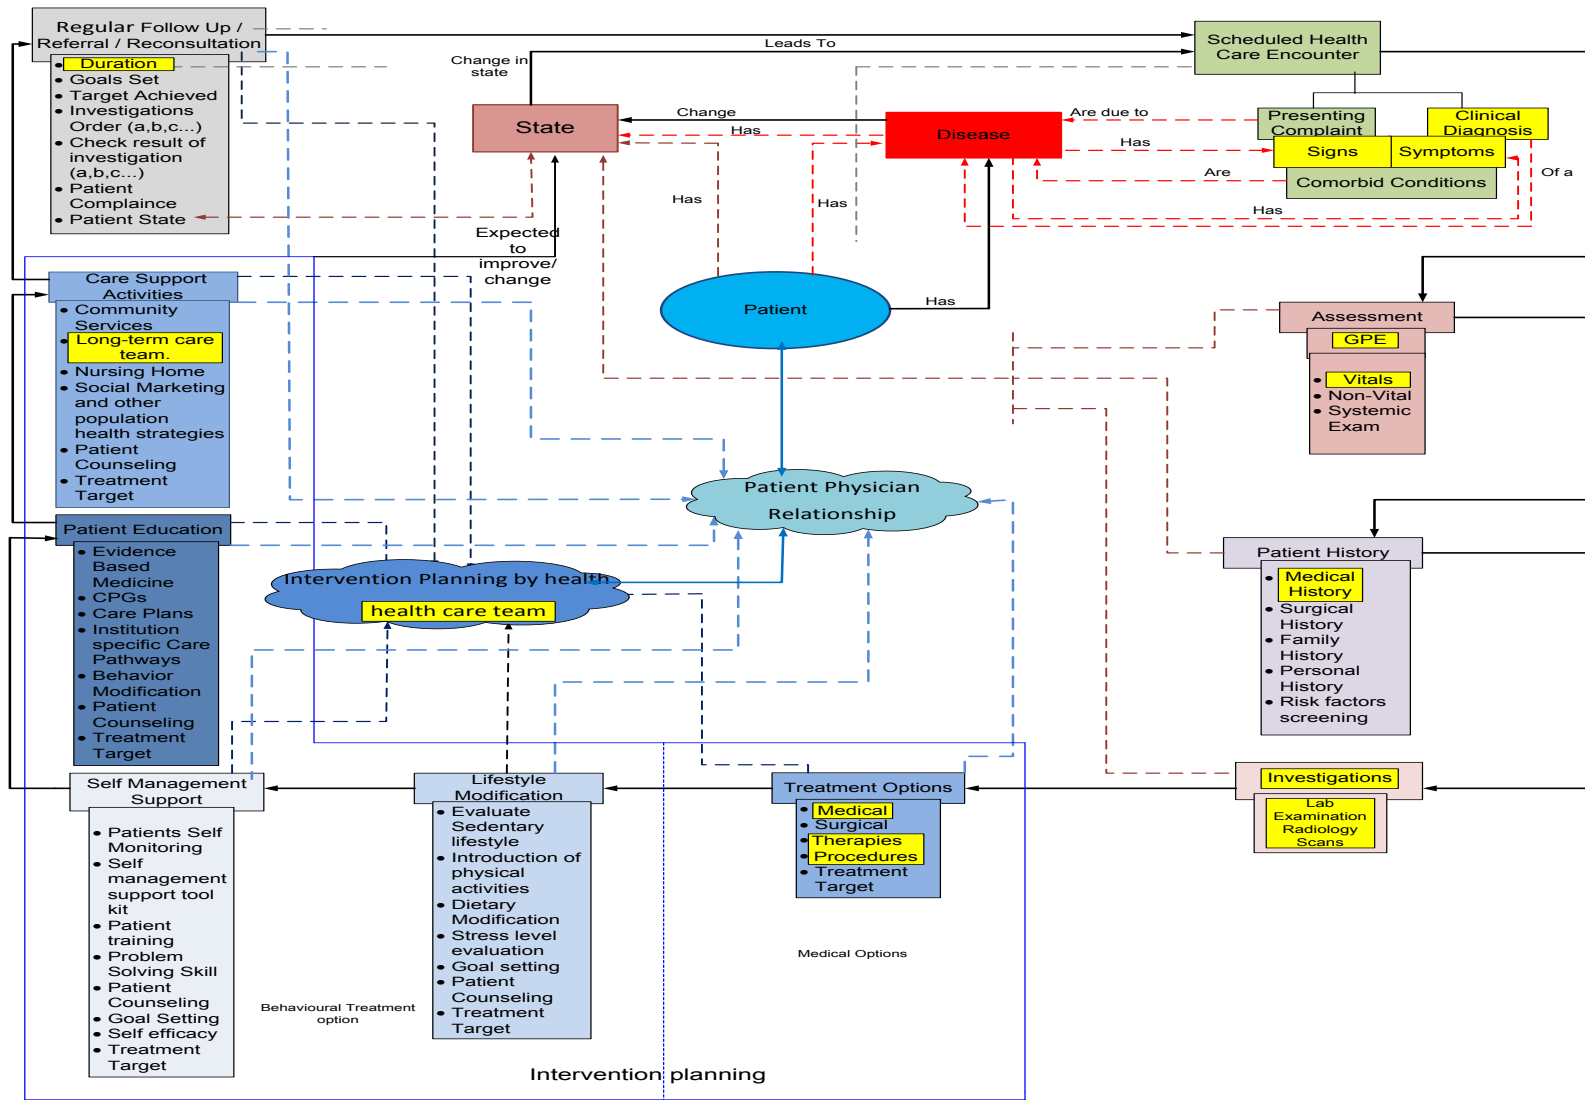 Regular Follow Up /
Referral / Reconsultation
• Duration
• Goals Set
• Target Achieved
• Investigations
Order (a,b,c...)
• Check result of
investigation
(a,b,c...)
• Patient
Complaince
• Patient State
Leads To
Change in
state
State
Change
Has
Disease
Are due to
Has
Are
Has
Of a
Scheduled Health
Care Encounter
Presenting
Complaint
Clinical
Diagnosis
Signs
Symptoms
Comorbid Conditions
Has
Has
Expected
to
improve/
change
Patient
Has
Care Support
Activities
• Community
Services
• Long-term care
team.
• Nursing Home
• Social Marketing
and other
population
health strategies
• Patient
Counseling
• Treatment
Target
Assessment
GPE
• Vitals
• Non-Vital
• Systemic
Exam
Patient Physician
Relationship
Patient Education
• Evidence
Based
Medicine
• CPGs
• Care Plans
• Institution
specific Care
Pathways
• Behavior
Modification
• Patient
Counseling
• Treatment
Target
Intervention Planning by health
health care team
Patient History
• Medical
History
• Surgical
History
• Family
History
• Personal
History
• Risk factors
screening
Self Management
Support
• Patients Self
Monitoring
• Self
management
support tool
kit
• Patient
training
• Problem
Solving Skill
• Patient
Counseling
• Goal Setting
• Self efficacy
• Treatment
Target
Lifestyle
Modification
• Evaluate
Sedentary
lifestyle
• Introduction of
physical
activities
• Dietary
Modification
• Stress level
evaluation
• Goal setting
• Patient
Counseling
• Treatment
Target
Treatment Options
• Medical
• Surgical
• Therapies
• Procedures
• Treatment
Target
Investigations
Lab
Examination
Radiology
Scans
Medical Options
Behavioural Treatment
option
Intervention planning